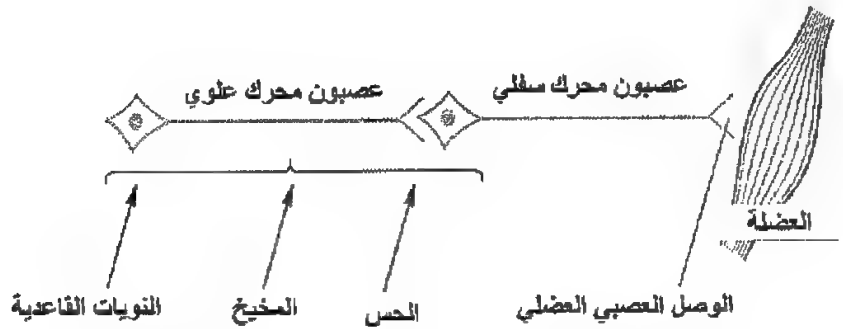 عصبون محرك علوي
عصبون محرك سفلي
العضلة
النويات القاعدية
المخيخ
الحس
الوصل العصبي العضلي